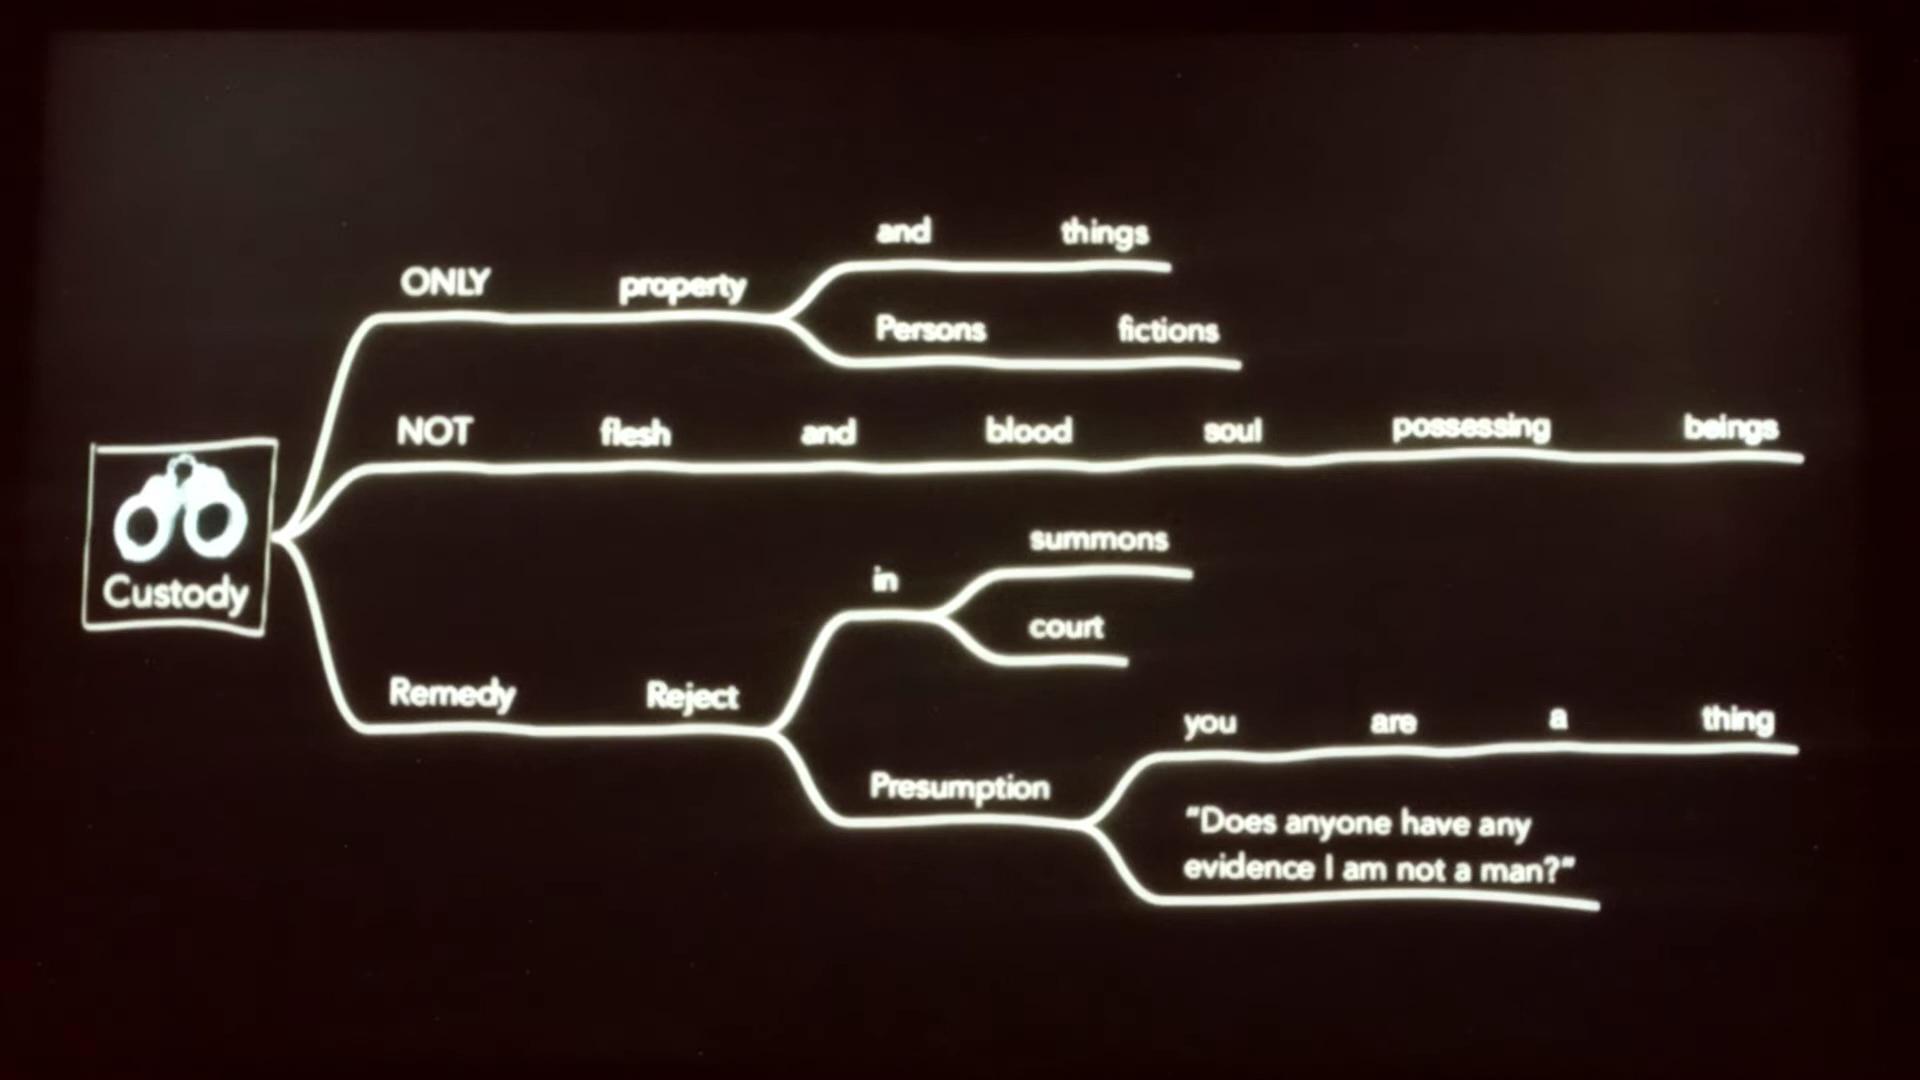 Custody
ONLY property
and things
Persons fictions
NOT flesh and blood soul possessing beings
Remedy Reject
in
summons
court
Presumption
you are a thing
"Does anyone have any
evidence I am not a man?"